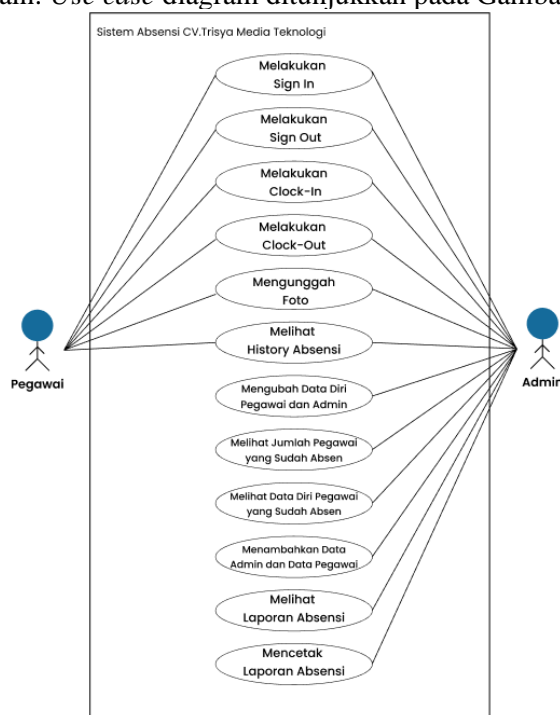 am. Use case diagram ditunjukkan pada Gamba
Sistem Absensi CV.Trisya Media Teknologi
Melakukan
Sign In
Melakukan
Sign Out
Melakukan
Clock-In
Melakukan
Clock-Out
Mengunggah
Foto
Melihat
History Absensi
Pegawai
Admin
Mengubah Data Diri
Pegawai dan Admin
Melihat Jumlah Pegawai
yang Sudah Absen
Melihat Data Diri Pegawai
yang Sudah Absen
Menambahkan Data
Admin dan Data Pegawai
Melihat
Laporan Absensi
Mencetak
Laporan Absensi